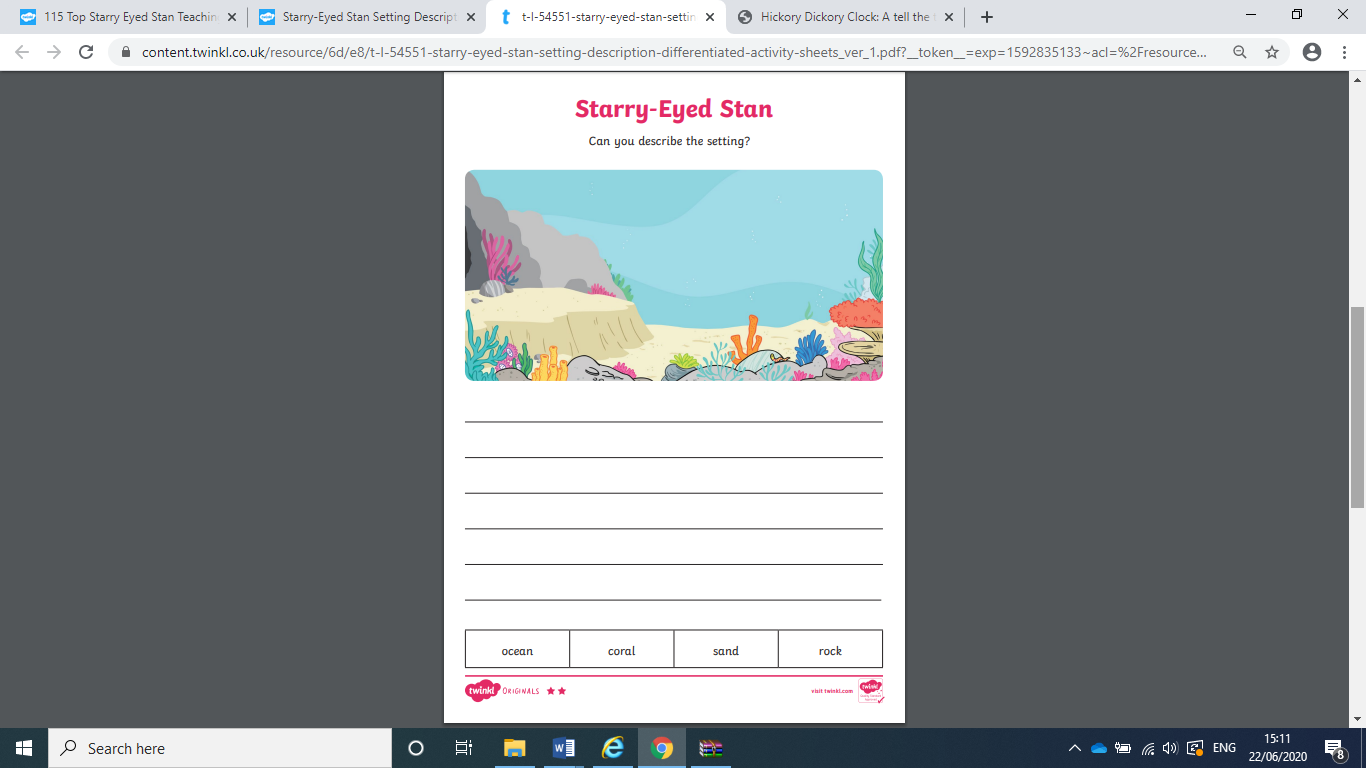 115 Top Starry Eyed Stan Teachin
Starry-Eyed Stan Setting Descript
t-l-54551-starry-eyed-stan-settin
Hickory Dickory Clock: A tell the
content.twinkl.co.uk/resource/6d/e8/t-l-54551-starry-eyed-stan-setting-description-differentiated-activity-sheets_ver_1.pdf?__token__=exp=1592835133~acl=%2Fresource...
Starry-Eyed Stan
Can you describe the setting?
ocean coral sand rock
twinkl ORIGINALS
visit twinkl.com
twinkl
Search here
ENG
15:11
22/06/2020
8